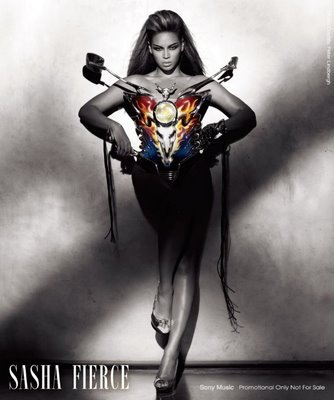 SASHA FIERCE
Sony Music Promotional Only Not For Sale